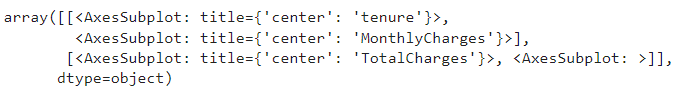 array([[<AxesSubplot: title={'center': 'tenure'}>,
        <AxesSubplot: title={'center': 'MonthlyCharges'}>],
       [<AxesSubplot: title={'center': 'TotalCharges'}>, <AxesSubplot: >]],
      dtype=object)